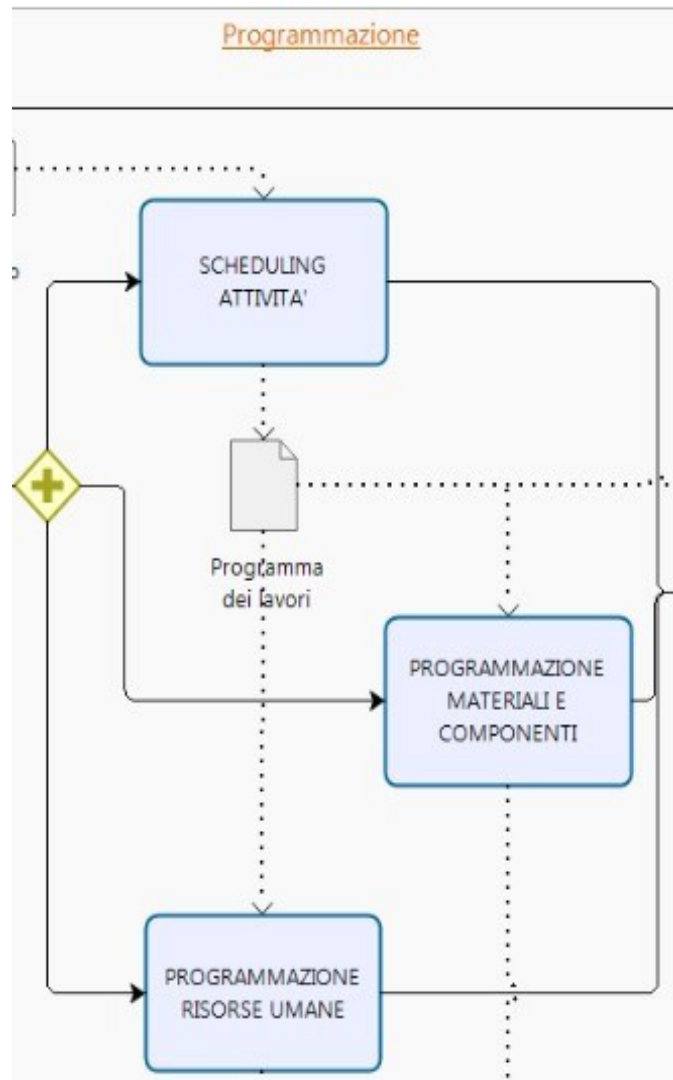 Programmazione
SCHEDULING
ATTIVITA'
Programma
dei lavori
PROGRAMMAZIONE
MATERIALI E
COMPONENTI
PROGRAMMAZIONE
RISORSE UMANE